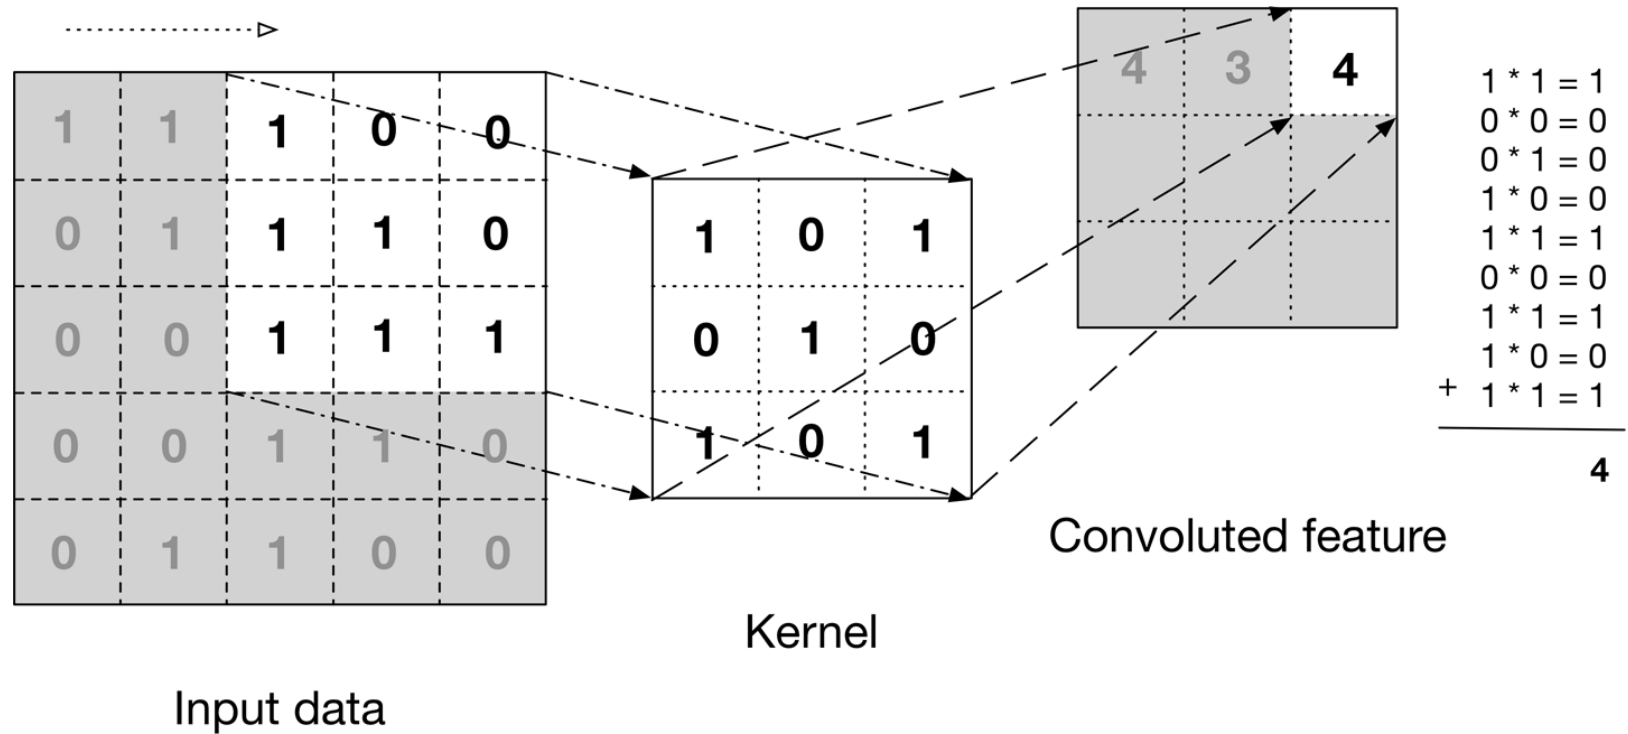 1 1 1 0 0
0 1 1 1 0
0 0 1 1 1
0 0 1 1 0
0 1 1 0 0
Input data
1 0 1
0 1 0
1 0 1
Kernel
4 3 4
Convoluted feature
1 * 1 = 1
0 * 0 = 0
0 * 1 = 0
1 * 0 = 0
1 * 1 = 1
0 * 0 = 0
1 * 1 = 1
1 * 0 = 0
+ 1 * 1 = 1
4